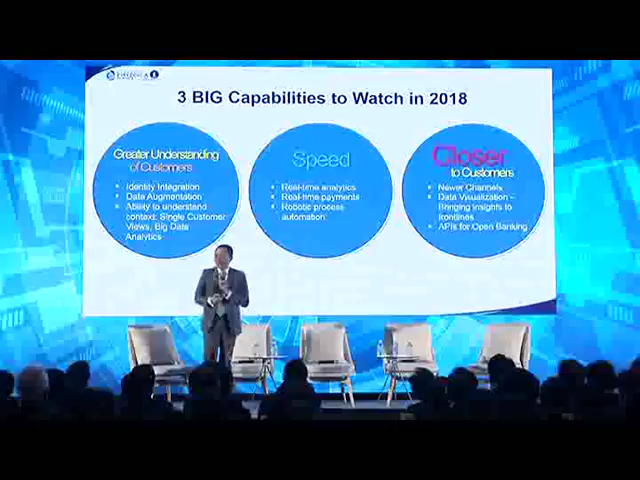 3 BIG Capabilities to Watch in 2018
Greater Understanding
of Customers
Identity Integration
Data Augmentation
Ability to understand
context: Single Customer
Views, Big Data
Analytics
Speed
Real-time analytics
Real-time payments
Robotic process
automation
Closer
to Customers
Newer Channels
Data Visualization –
Bringing insights to
frontlines
APIs for Open Banking